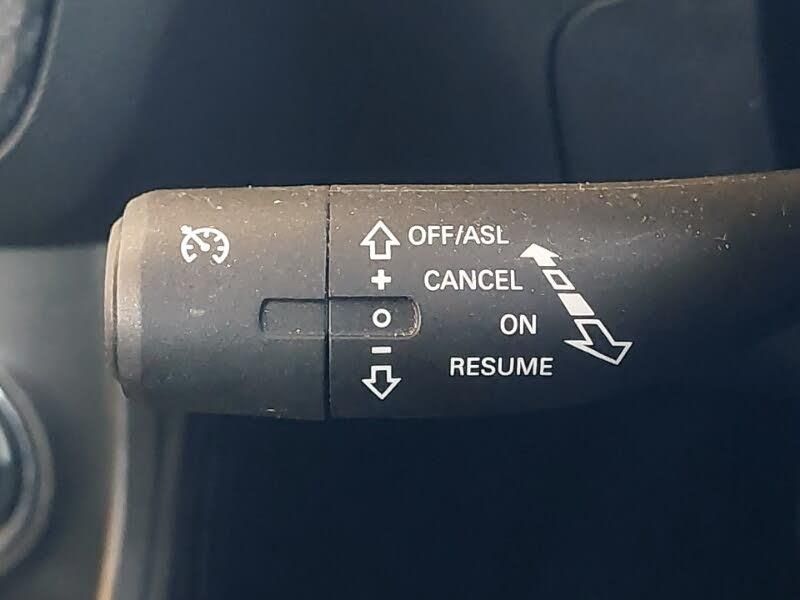 OFF/ASL
+ CANCEL
O ON
− RESUME